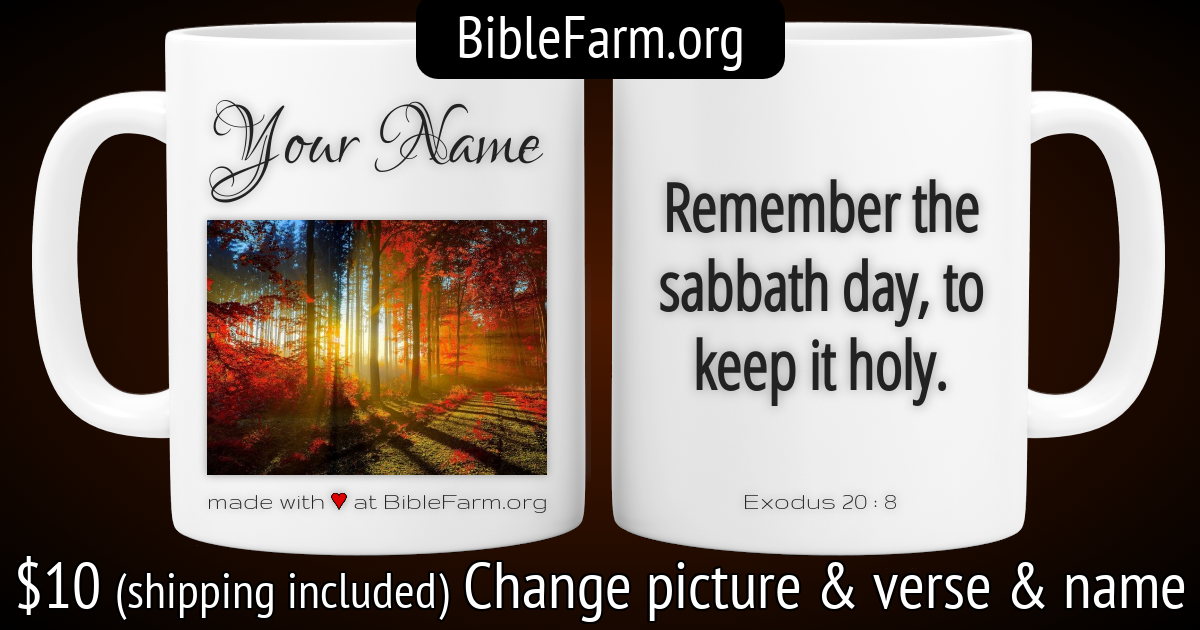 BibleFarm.org
Your Name
made with ♥ at BibleFarm.org
Remember the
sabbath day, to
keep it holy.
Exodus 20 : 8
$10 (shipping included) Change picture & verse & name